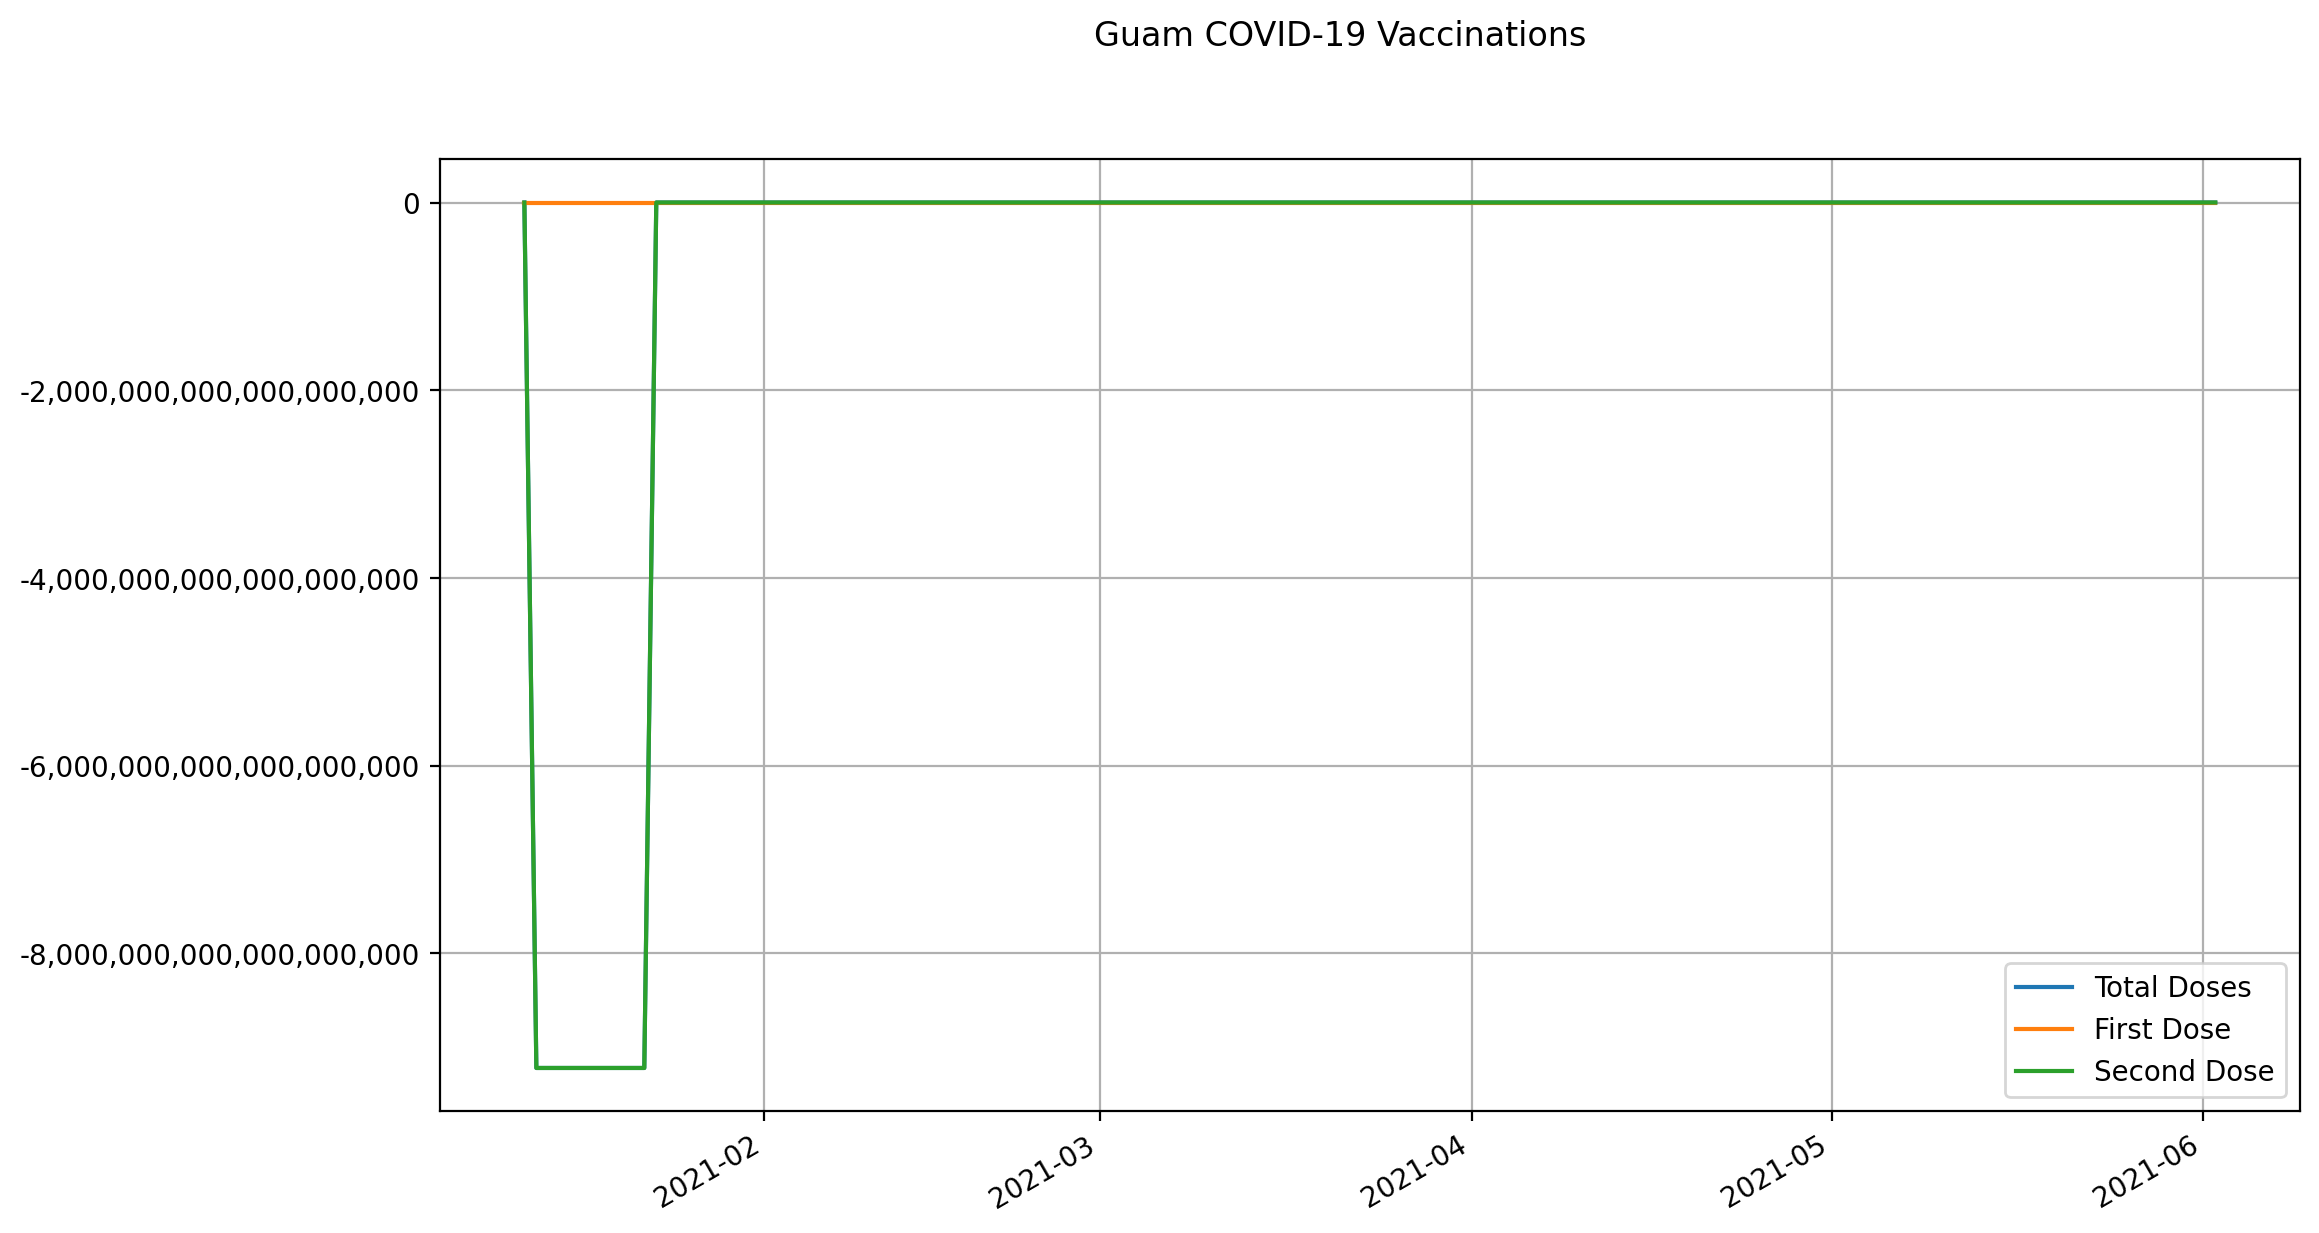 Guam COVID-19 Vaccinations
0
-2,000,000,000,000,000,000
-4,000,000,000,000,000,000
-6,000,000,000,000,000,000
-8,000,000,000,000,000,000
Total Doses
First Dose
Second Dose
2021-02
2021-03
2021-04
2021-05
2021-06